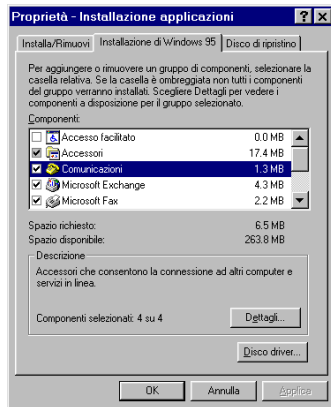 Proprietà - Installazione applicazioni
Installa/Rimuovi Installazione di Windows 95 Disco di ripristino
Per aggiungere o rimuovere un gruppo di componenti, selezionare la
casella relativa. Se la casella è ombreggiata non tutti i componenti
del gruppo verranno installati. Scegliere Dettagli per vedere i
componenti a disposizione per il gruppo selezionato.
Componenti:
Accesso facilitato 0.0 MB
Accessori 17.4 MB
Comunicazioni 1.3 MB
Microsoft Exchange 4.3 MB
Microsoft Fax 2.2 MB
Spazio richiesto: 6.5 MB
Spazio disponibile: 263.8 MB
Descrizione
Accessori che consentono la connessione ad altri computer e
servizi in linea.
Componenti selezionati: 4 su 4 Dettagli...
Disco driver...
OK Annulla Applica